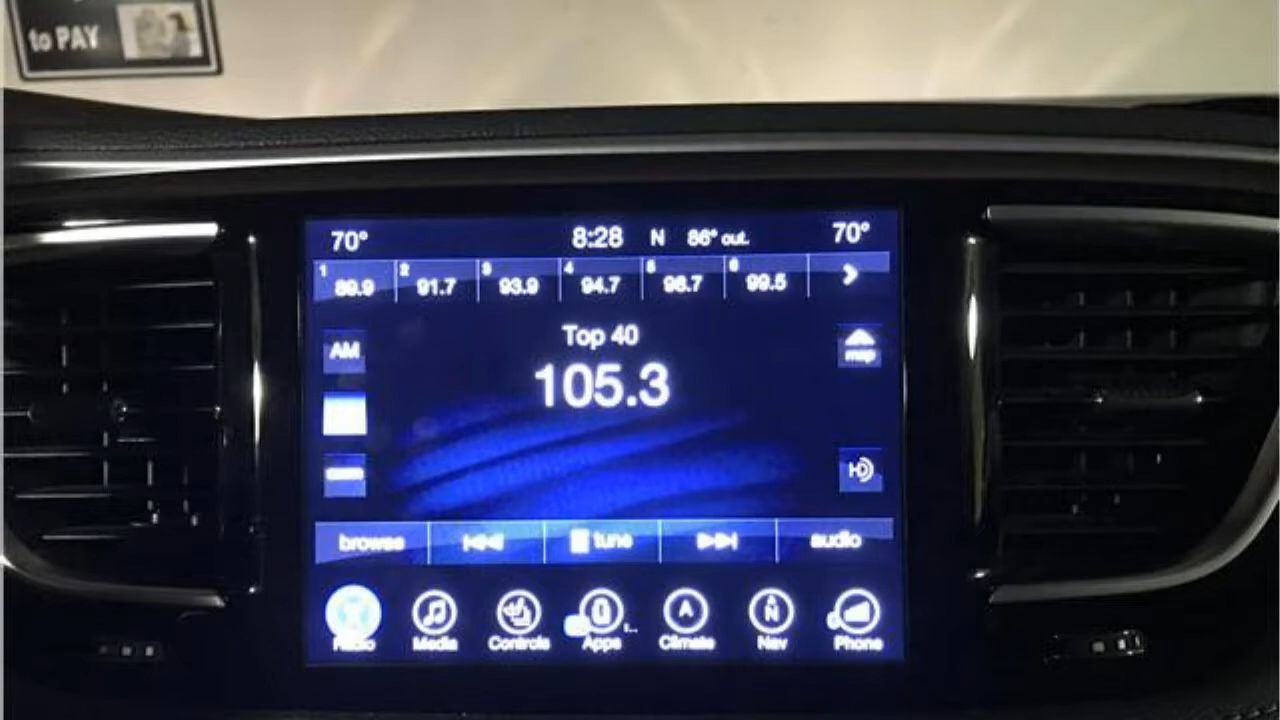 to PAY
70° 8:28 N 86° out. 70°
1 89.9 2 91.7 3 93.9 4 94.7 5 98.7 6 99.5
Top 40
AM
map
105.3
HD
browse tune audio
Radio Media Controls Apps Climate Nav Phone